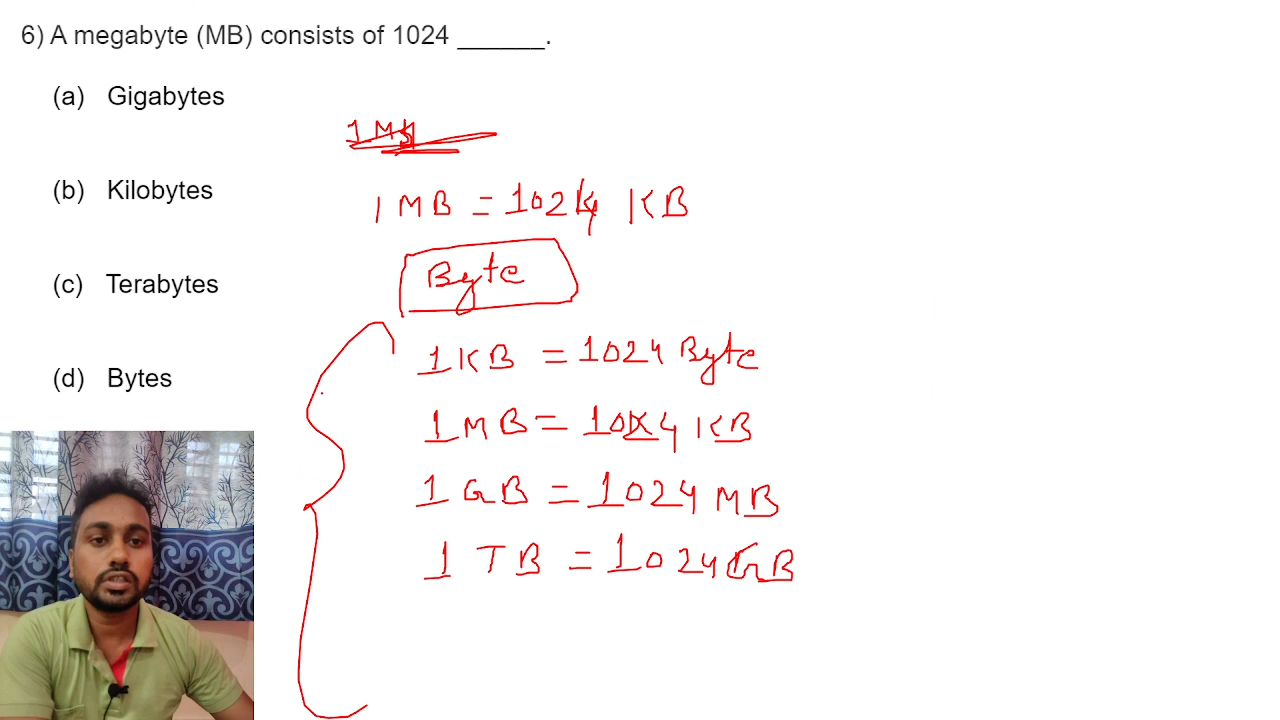 6) A megabyte (MB) consists of 1024 ______.
(a) Gigabytes
(b) Kilobytes
(c) Terabytes
(d) Bytes
1 MB = 1024 KB
Byte
1 KB = 1024 Byte
1 MB = 1024 KB
1 GB = 1024 MB
1 TB = 1024 GB